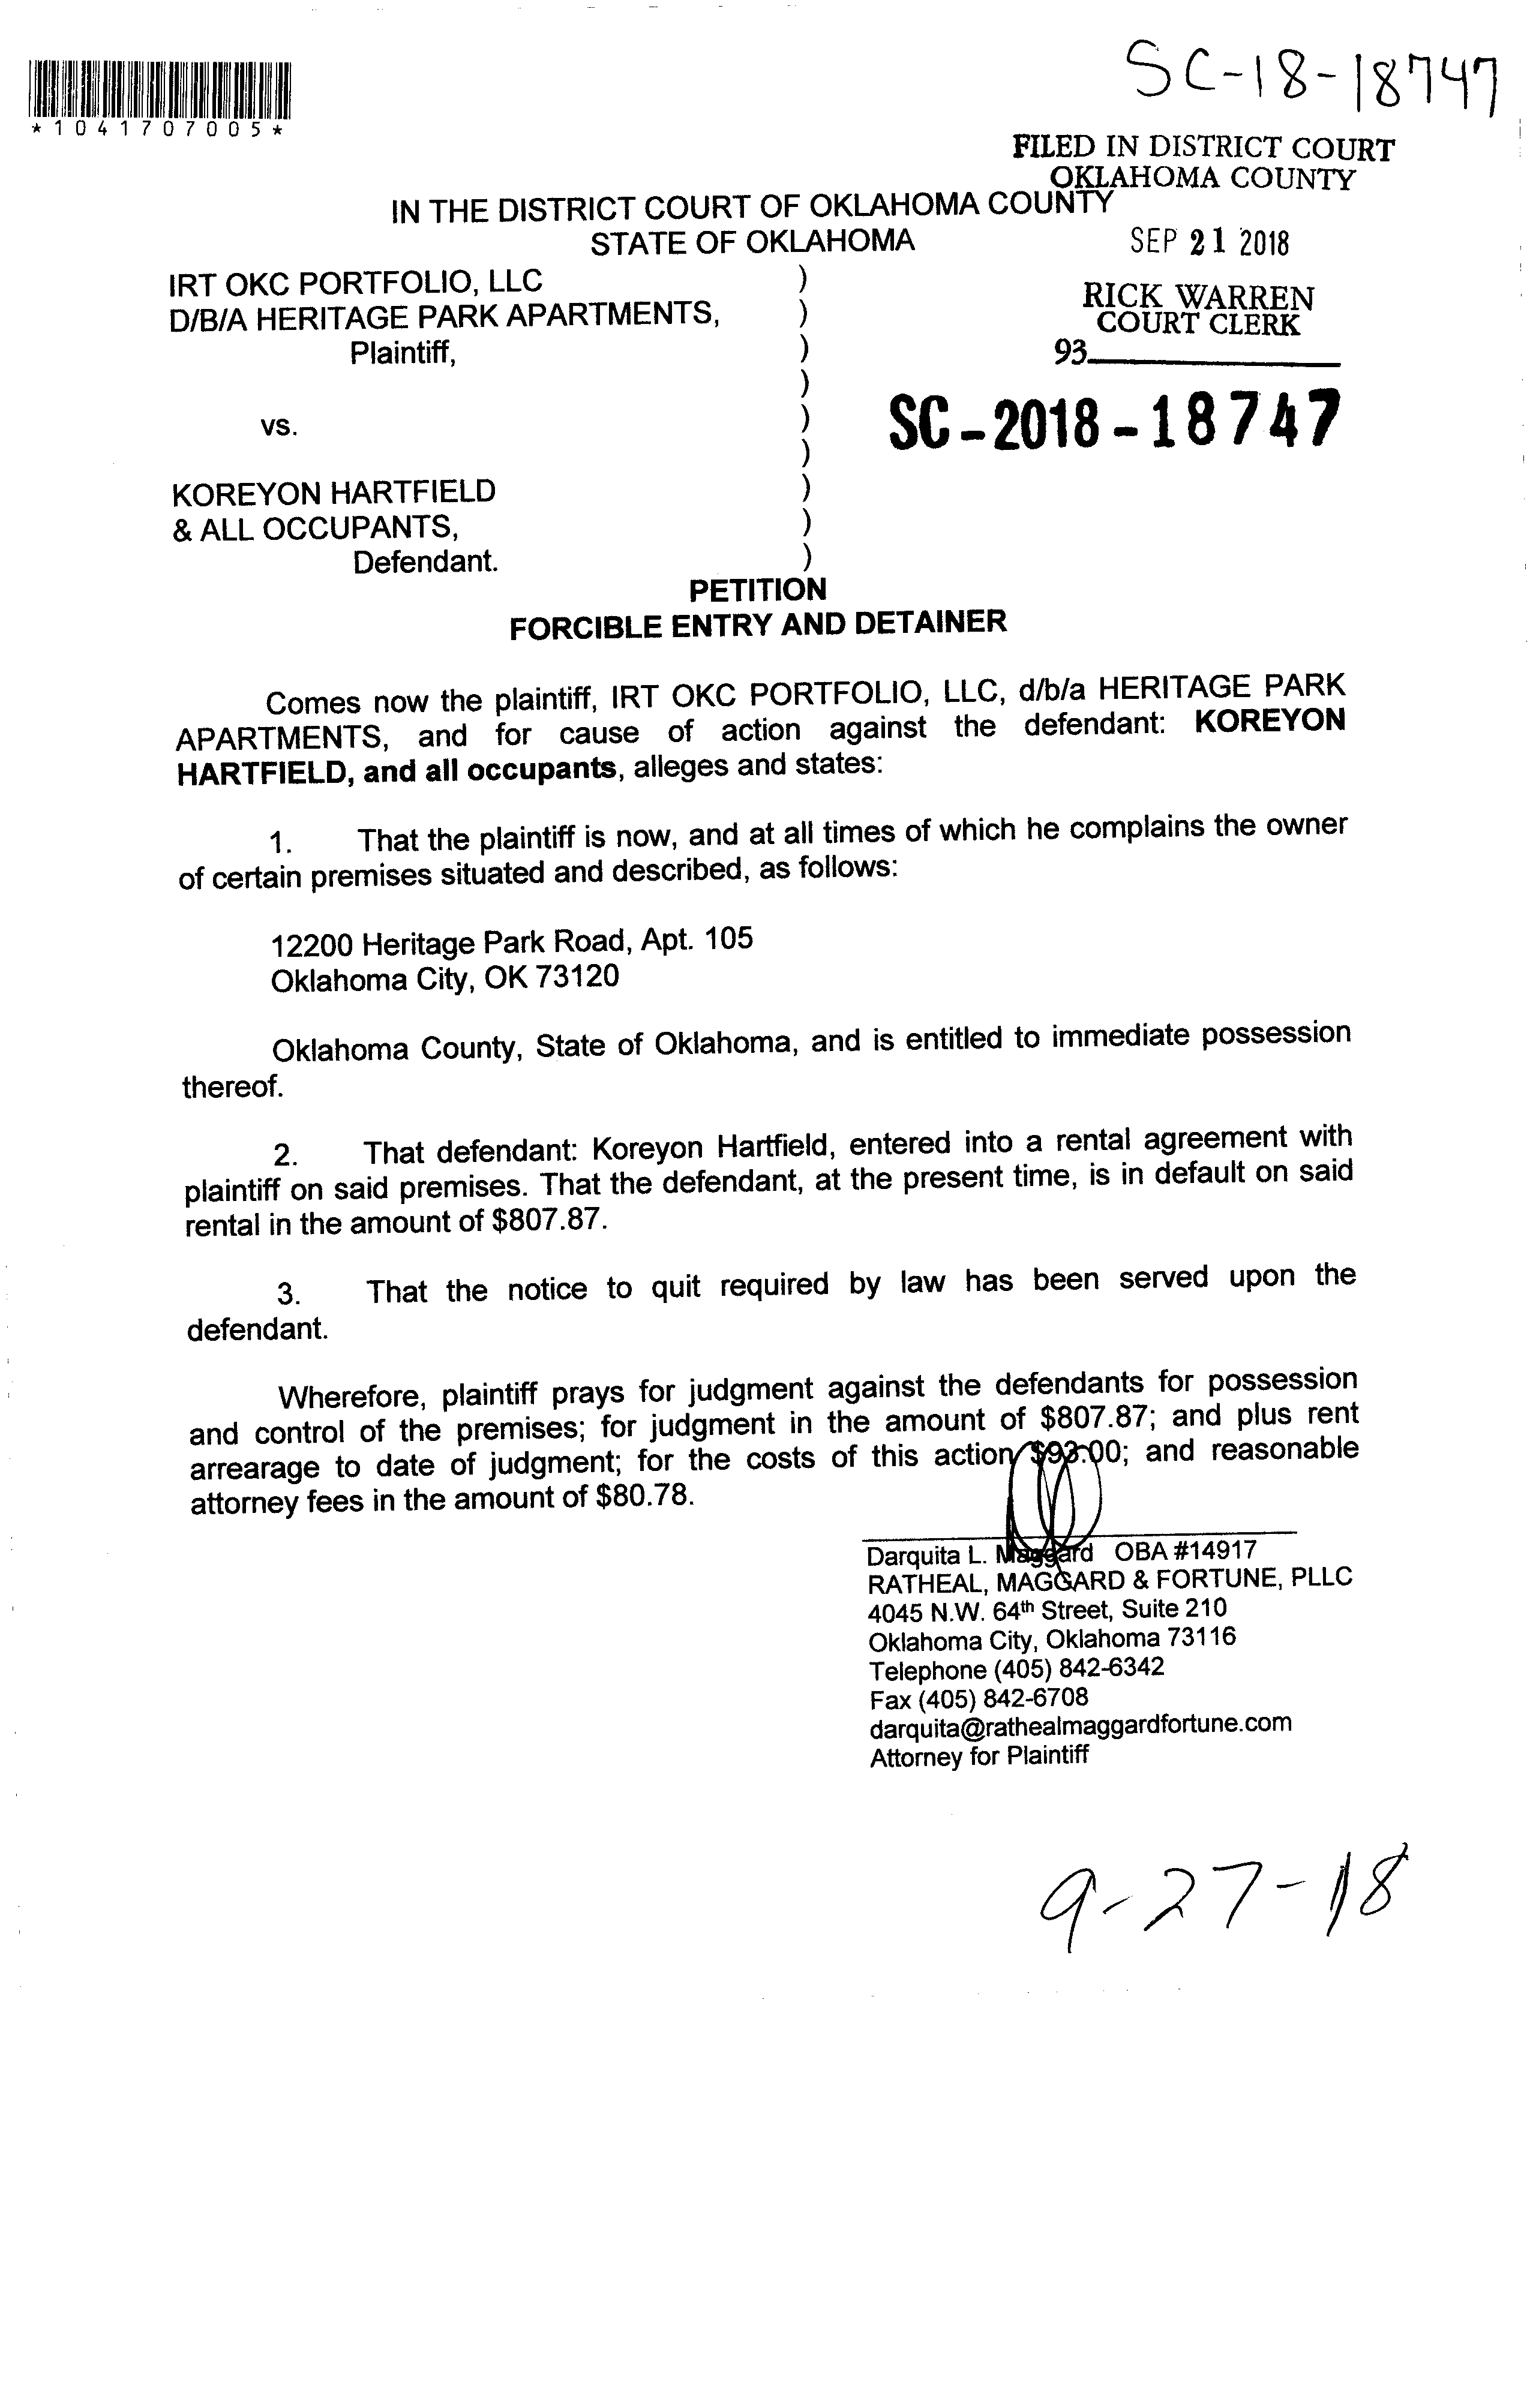 SC-18-18747
*1041707005*
FILED IN DISTRICT COURT
OKLAHOMA COUNTY
IN THE DISTRICT COURT OF OKLAHOMA COUNTY
STATE OF OKLAHOMA
SEP 21 2018
IRT OKC PORTFOLIO, LLC )
D/B/A HERITAGE PARK APARTMENTS, )
Plaintiff, )
)
RICK WARREN
COURT CLERK
93
vs. )
)
SC-2018-18747
KOREYON HARTFIELD )
& ALL OCCUPANTS, )
Defendant. )
PETITION
FORCIBLE ENTRY AND DETAINER
Comes now the plaintiff, IRT OKC PORTFOLIO, LLC, d/b/a HERITAGE PARK
APARTMENTS, and for cause of action against the defendant: KOREYON
HARTFIELD, and all occupants, alleges and states:
1. That the plaintiff is now, and at all times of which he complains the owner
of certain premises situated and described, as follows:
12200 Heritage Park Road, Apt. 105
Oklahoma City, OK 73120
Oklahoma County, State of Oklahoma, and is entitled to immediate possession
thereof.
2. That defendant: Koreyon Hartfield, entered into a rental agreement with
plaintiff on said premises. That the defendant, at the present time, is in default on said
rental in the amount of $807.87.
3. That the notice to quit required by law has been served upon the
defendant.
Wherefore, plaintiff prays for judgment against the defendants for possession
and control of the premises; for judgment in the amount of $807.87; and plus rent
arrearage to date of judgment; for the costs of this action $93.00; and reasonable
attorney fees in the amount of $80.78.
Darquita L. Maggard OBA #14917
RATHEAL, MAGGARD & FORTUNE, PLLC
4045 N.W. 64th Street, Suite 210
Oklahoma City, Oklahoma 73116
Telephone (405) 842-6342
Fax (405) 842-6708
darquita@rathealmaggardfortune.com
Attorney for Plaintiff
9-27-18